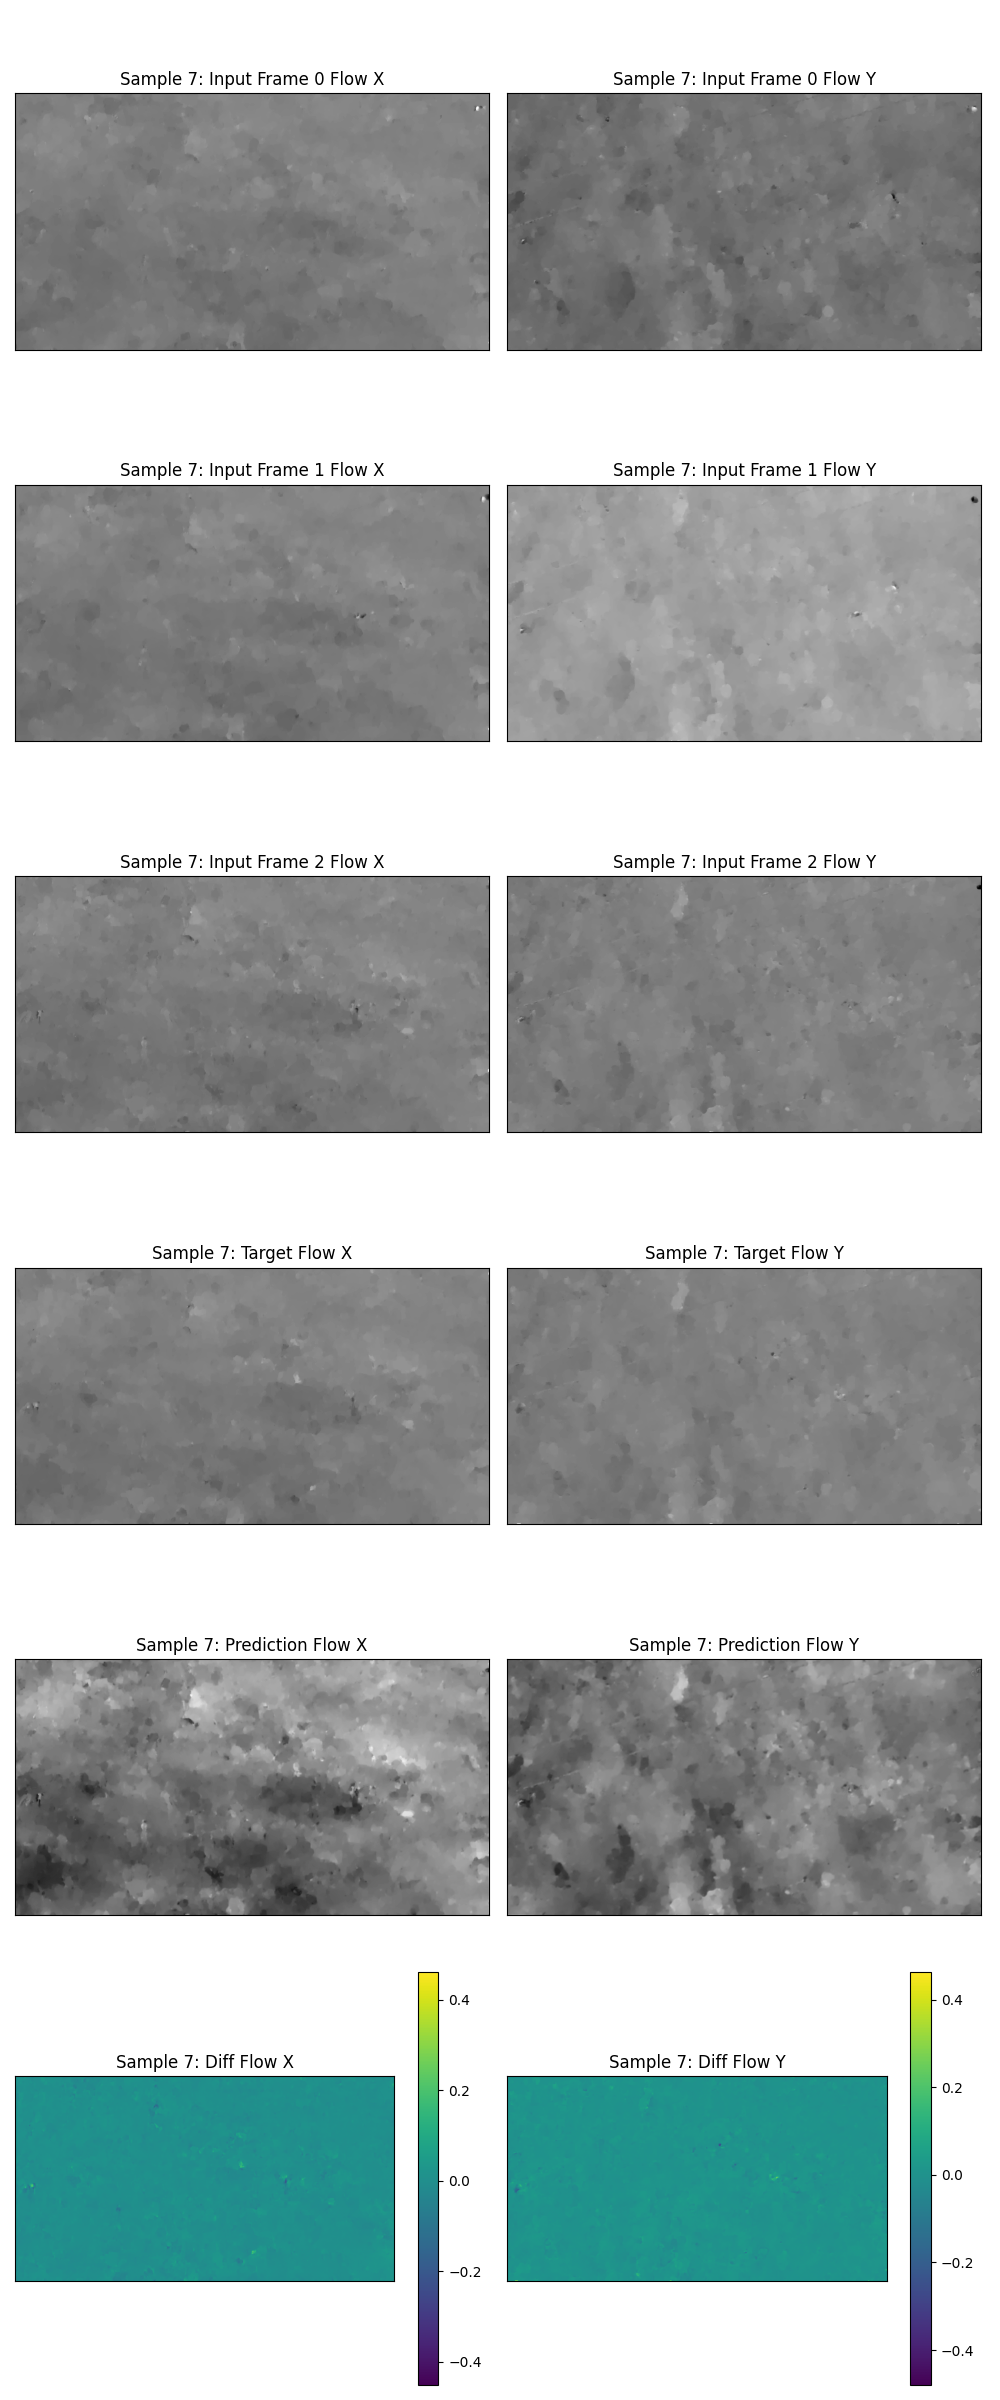 Sample 7: Input Frame 0 Flow X
Sample 7: Input Frame 0 Flow Y
Sample 7: Input Frame 1 Flow X
Sample 7: Input Frame 1 Flow Y
Sample 7: Input Frame 2 Flow X
Sample 7: Input Frame 2 Flow Y
Sample 7: Target Flow X
Sample 7: Target Flow Y
Sample 7: Prediction Flow X
Sample 7: Prediction Flow Y
Sample 7: Diff Flow X
0.4
0.2
0.0
−0.2
−0.4
Sample 7: Diff Flow Y
0.4
0.2
0.0
−0.2
−0.4